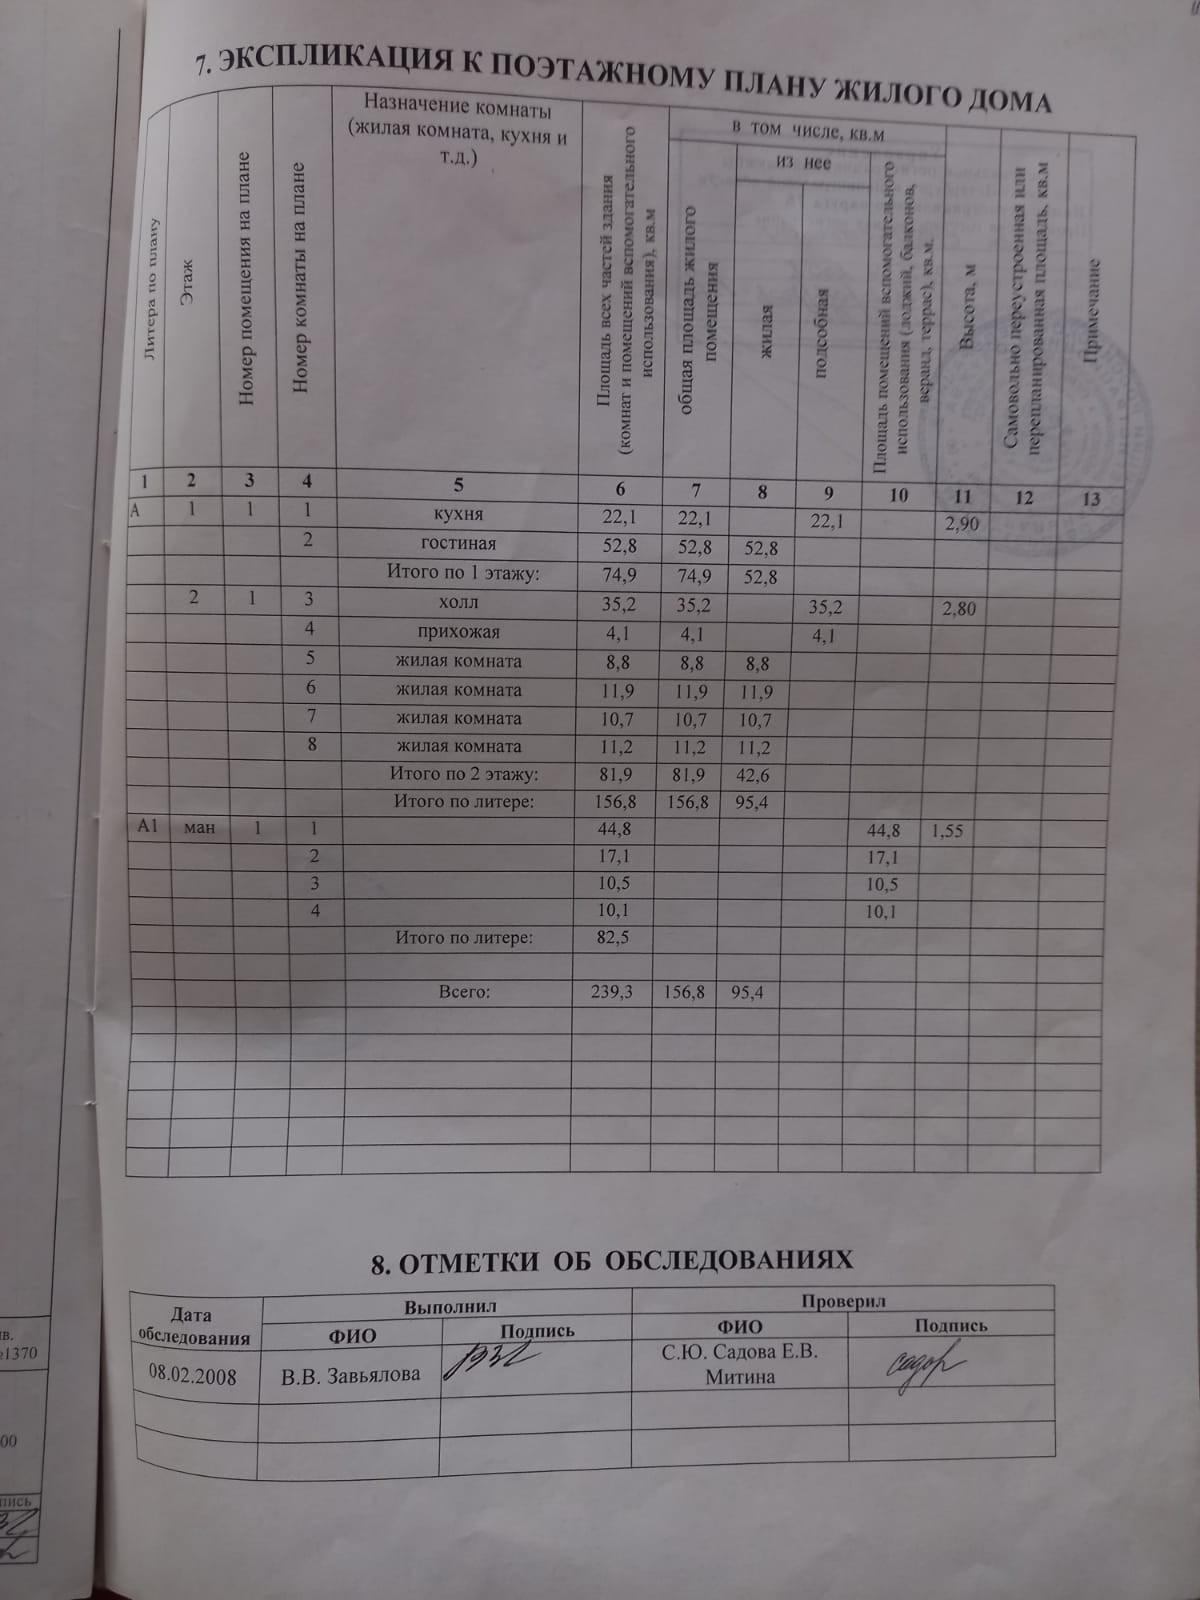 7. ЭКСПЛИКАЦИЯ К ПОЭТАЖНОМУ ПЛАНУ ЖИЛОГО ДОМА
Литера по плану
Этаж
Номер помещения на плане
Номер комнаты на плане
Назначение комнаты
(жилая комната, кухня и
т.д.)
Площадь всех частей здания
(комнат и помещений вспомогательного
использования), кв.м
в том числе, кв.м
общая площадь жилого
помещения
из нее
жилая
подсобная
Площадь помещений вспомогательного
использования (лоджий, балконов,
веранд, террас), кв.м.
Высота, м
Самовольно переустроенная или
перепланированная площадь, кв.м
Примечание
1 2 3 4 5 6 7 8 9 10 11 12 13
А 1 1 1 кухня 22,1 22,1 22,1 2,90
2 гостиная 52,8 52,8 52,8
Итого по 1 этажу: 74,9 74,9 52,8
2 1 3 холл 35,2 35,2 35,2 2,80
4 прихожая 4,1 4,1 4,1
5 жилая комната 8,8 8,8 8,8
6 жилая комната 11,9 11,9 11,9
7 жилая комната 10,7 10,7 10,7
8 жилая комната 11,2 11,2 11,2
Итого по 2 этажу: 81,9 81,9 42,6
Итого по литере: 156,8 156,8 95,4
А1 ман 1 1 44,8 44,8 1,55
2 17,1 17,1
3 10,5 10,5
4 10,1 10,1
Итого по литере: 82,5
Всего: 239,3 156,8 95,4
8. ОТМЕТКИ ОБ ОБСЛЕДОВАНИЯХ
Дата
обследования
Выполнил
Проверил
ФИО Подпись ФИО Подпись
08.02.2008 В.В. Завьялова С.Ю. Садова Е.В.
Митина
1370
00